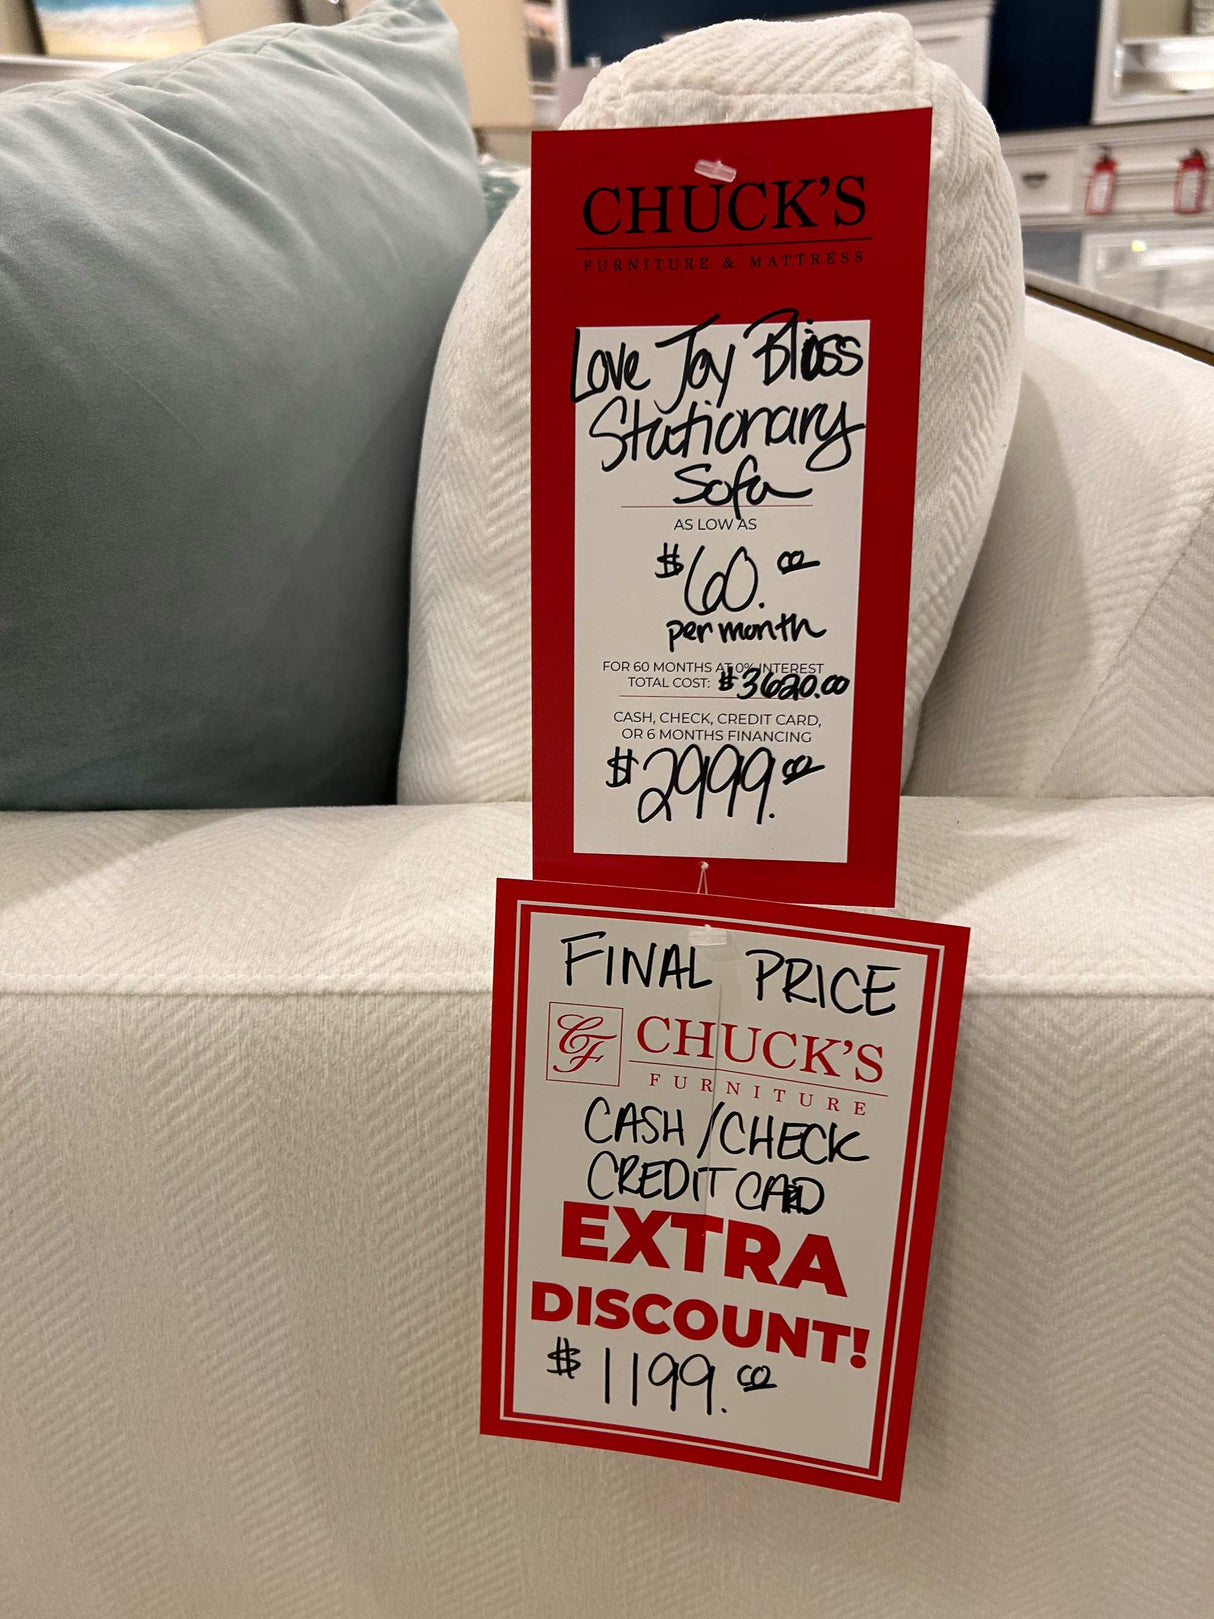 CHUCK'S
FURNITURE & MATTRESS
Love Joy Bliss
Stationary
Sofa
AS LOW AS
$60.00
per month
FOR 60 MONTHS AT 0% INTEREST
TOTAL COST: $3620.00
CASH, CHECK, CREDIT CARD,
OR 6 MONTHS FINANCING
$2999.00
FINAL PRICE
CF CHUCK'S
FURNITURE
CASH/CHECK
CREDIT CARD
EXTRA
DISCOUNT!
$1199.00